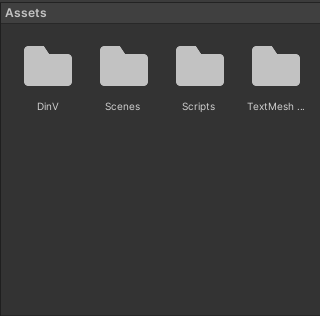 Assets
DinV
Scenes
Scripts
TextMesh ...